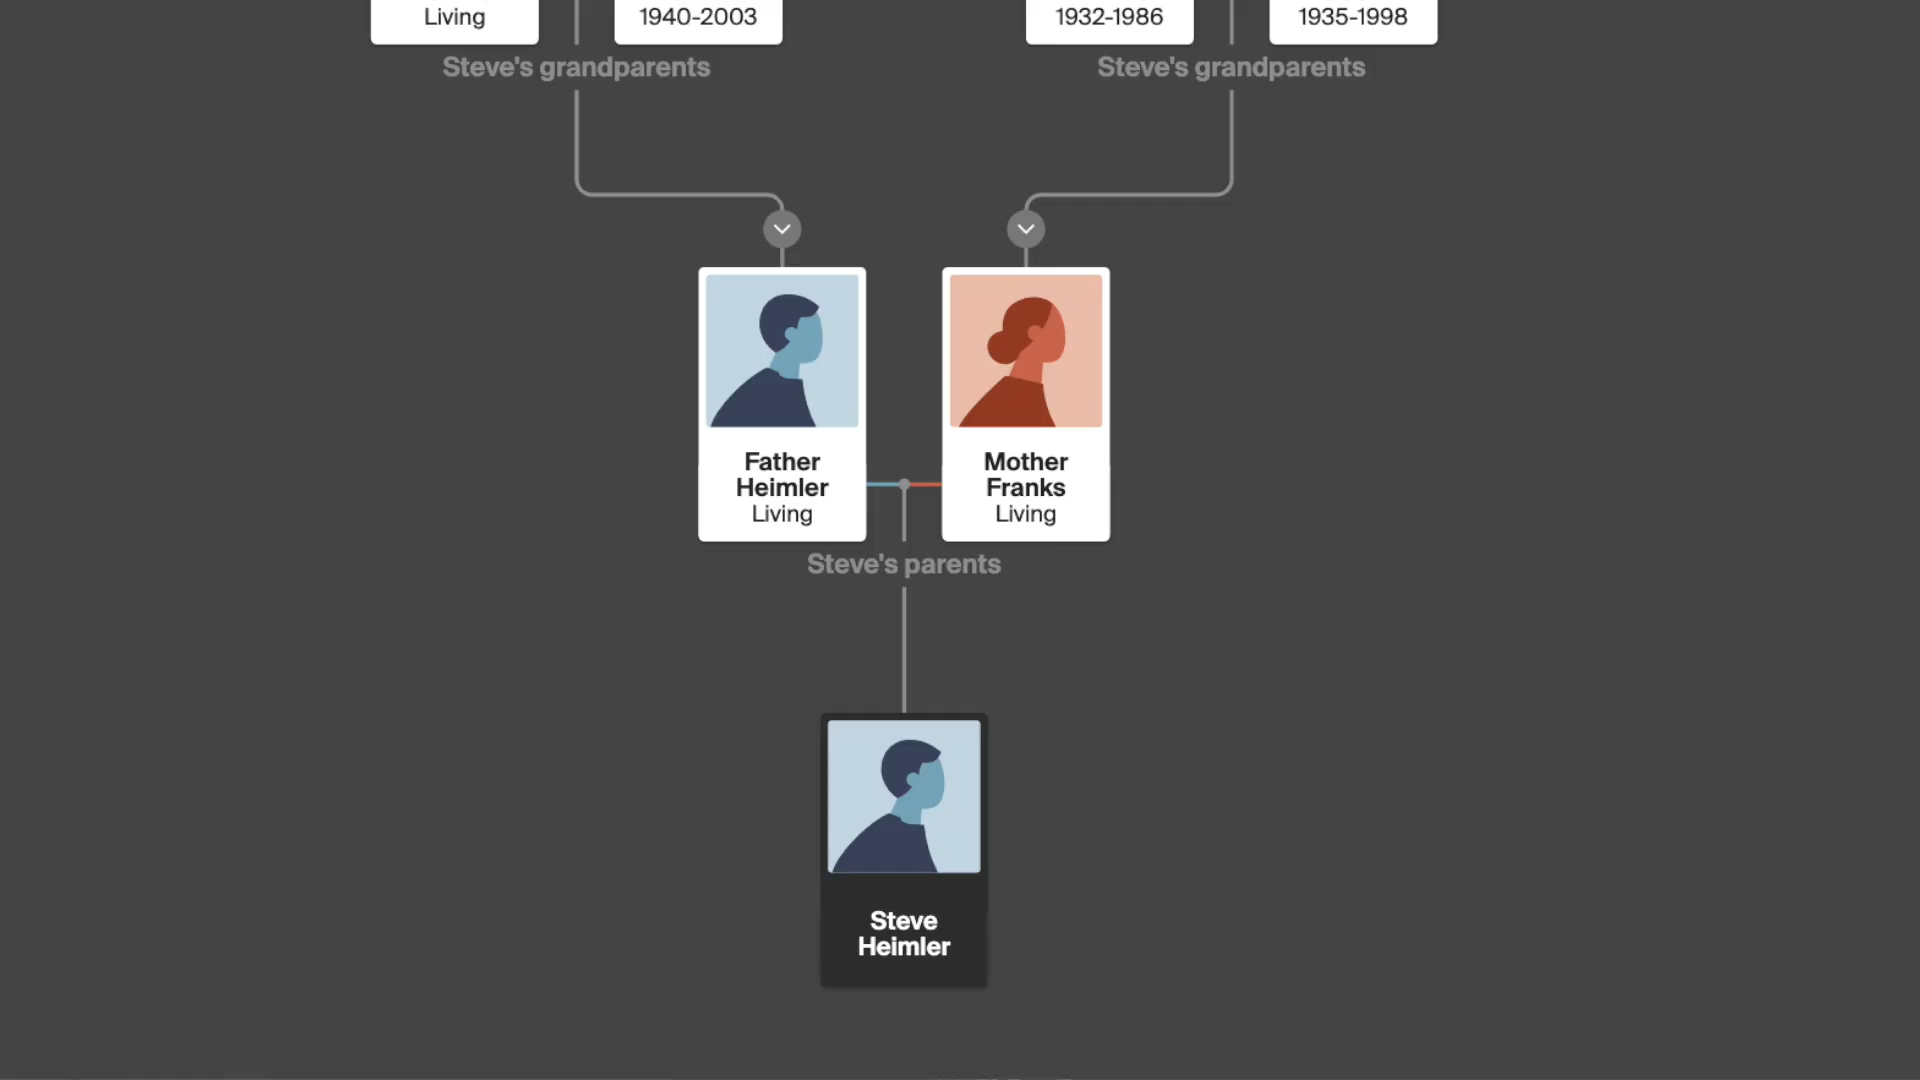 Living
1940-2003
1932-1986
1935-1998
Steve's grandparents
Steve's grandparents
Father
Heimler
Living
Mother
Franks
Living
Steve's parents
Steve
Heimler